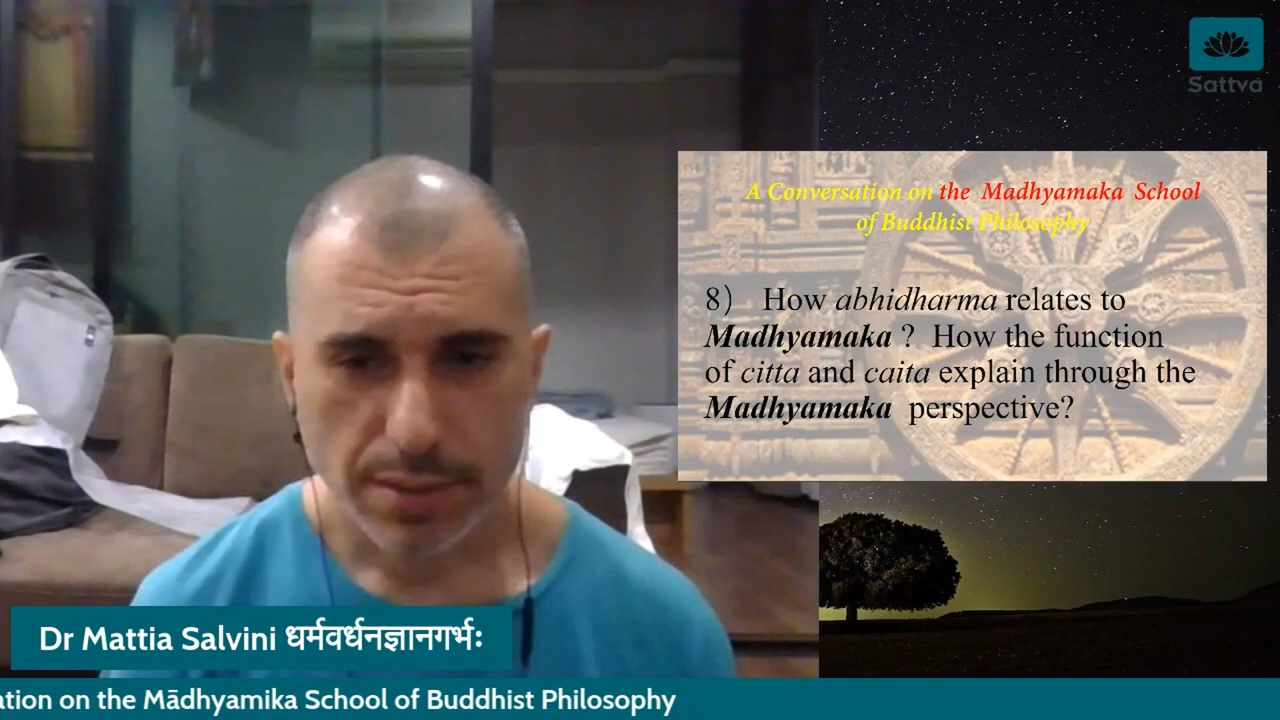 Sattva
A Conversation on the Madhyamaka School
of Buddhist Philosophy
8) How abhidharma relates to
Madhyamaka ? How the function
of citta and caita explain through the
Madhyamaka perspective?
Dr Mattia Salvini धर्मवर्धनज्ञानगर्भः
ation on the Mādhyamika School of Buddhist Philosophy